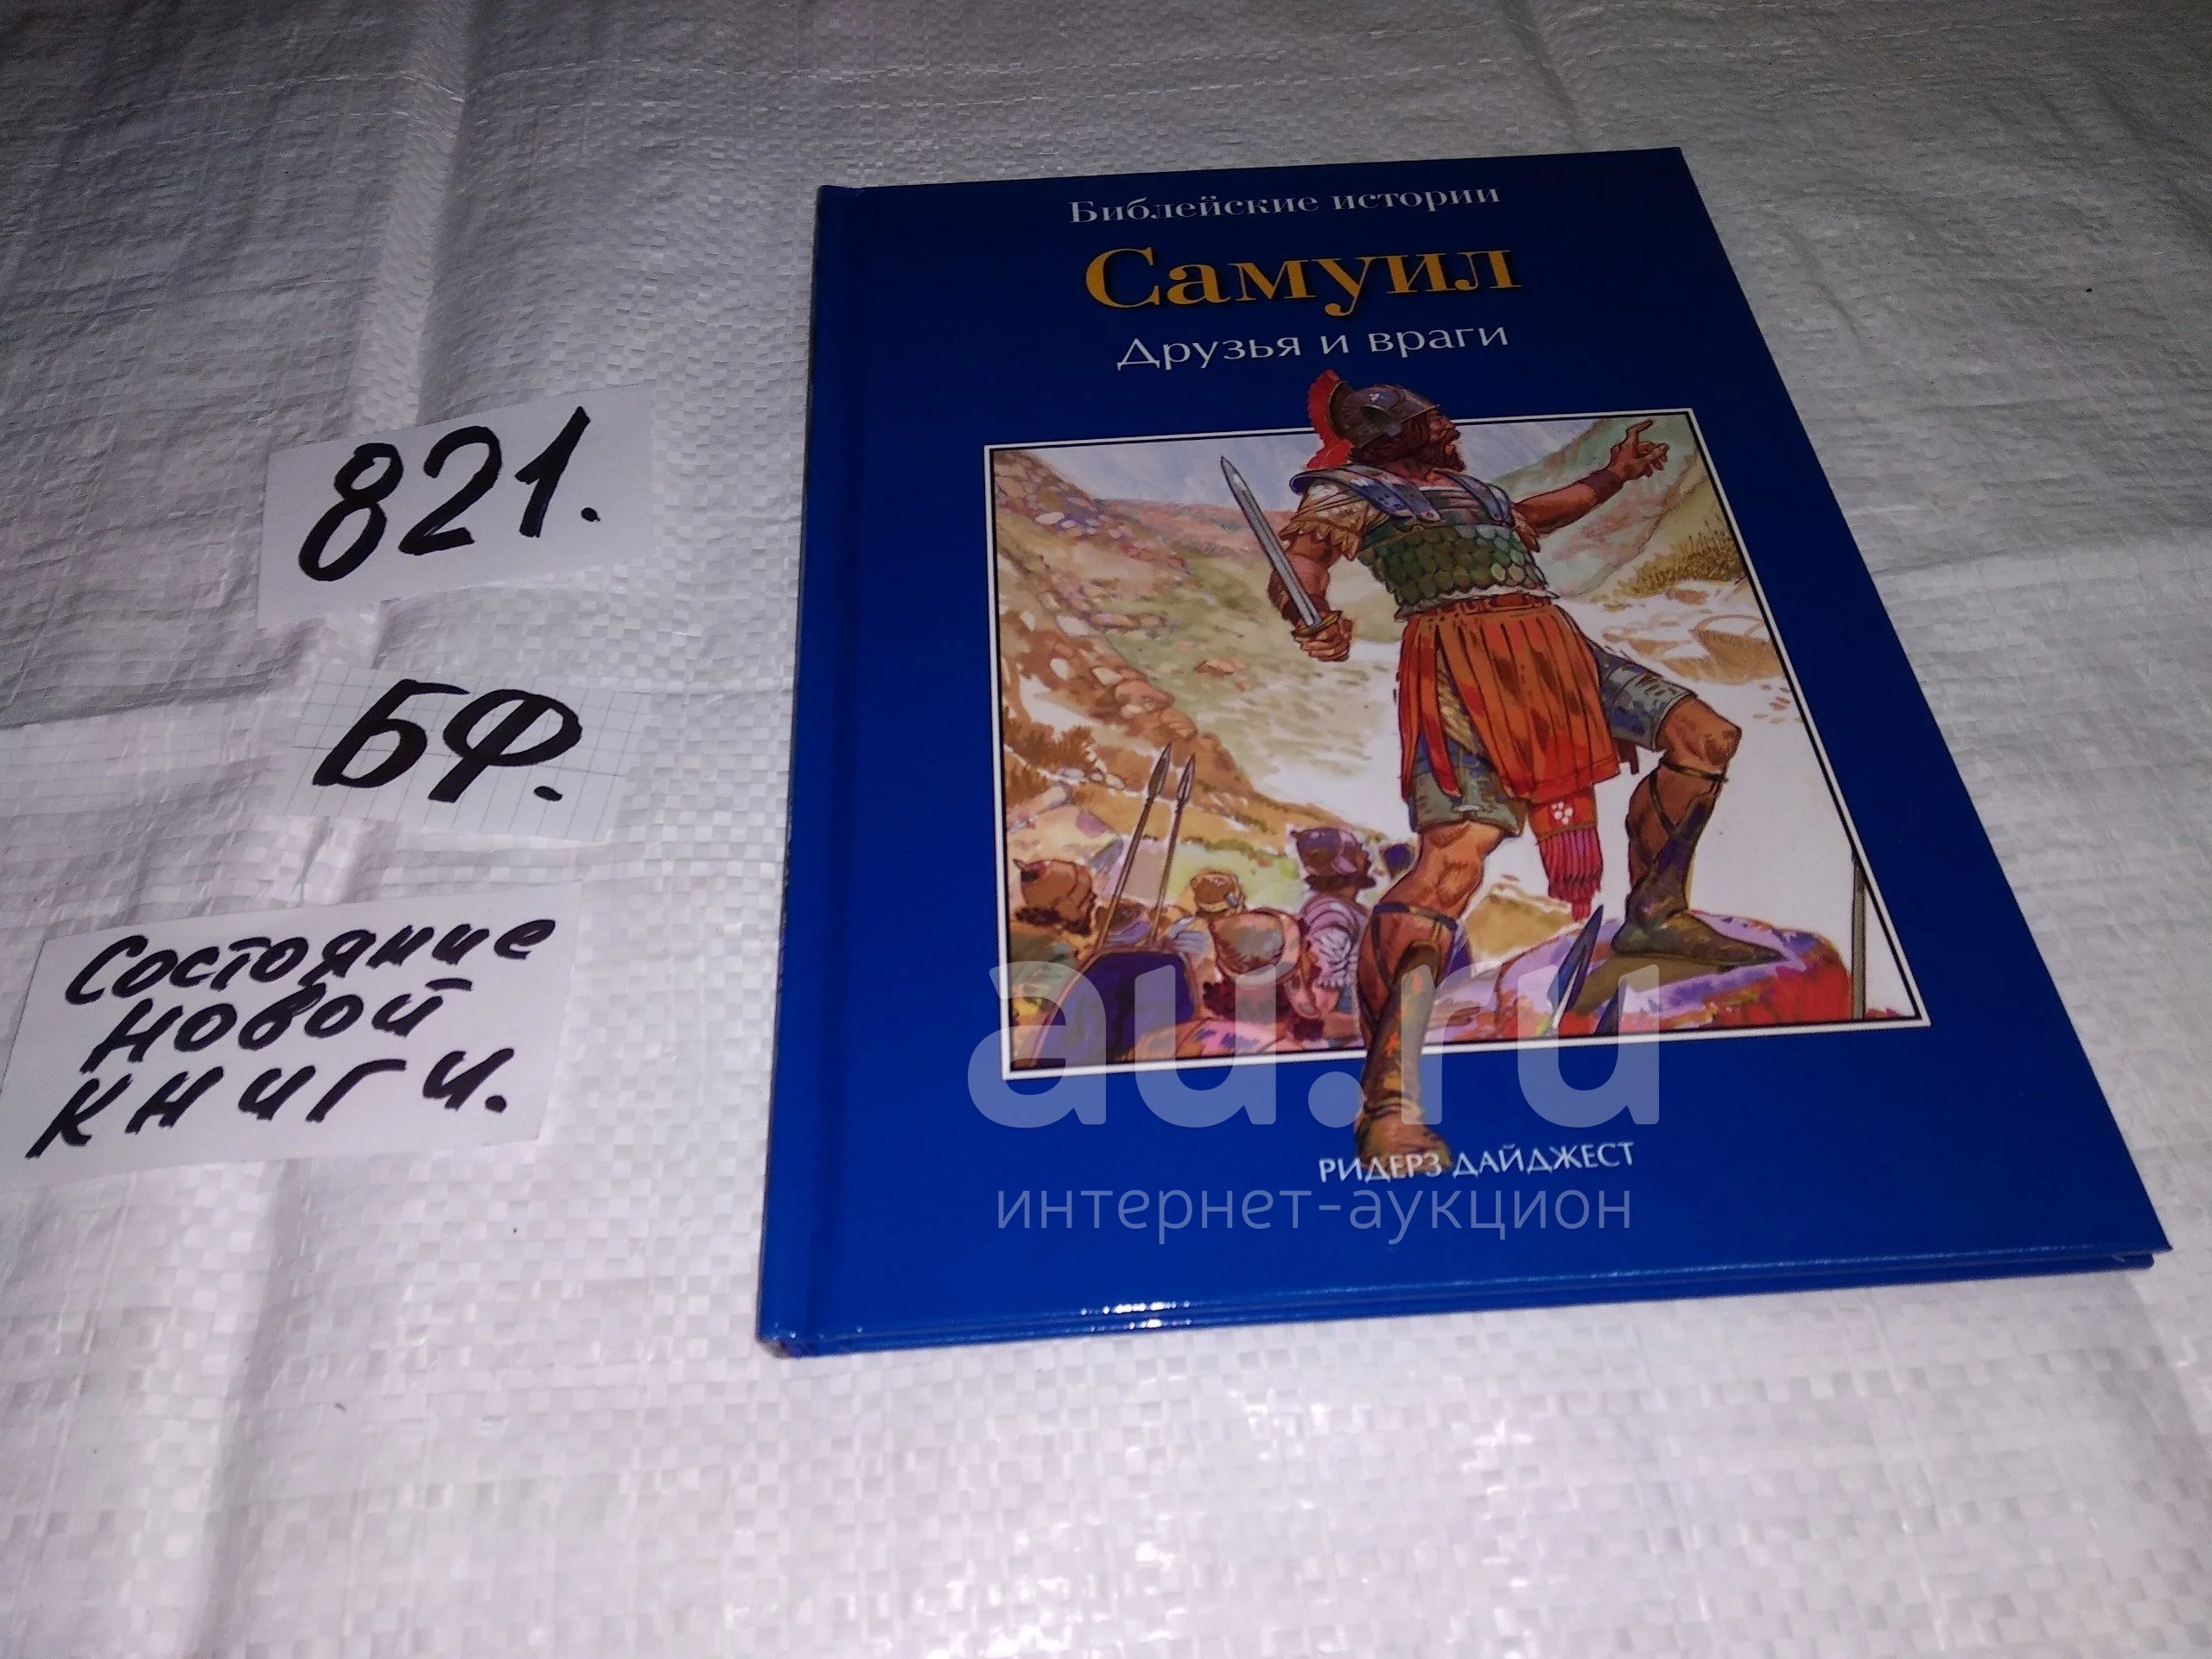 Библейские истории
Самуил
Друзья и враги
821.
БФ.
Состояние
новой
книги.
au.ru
РИДЕРЗ ДАЙДЖЕСТ
интернет-аукцион